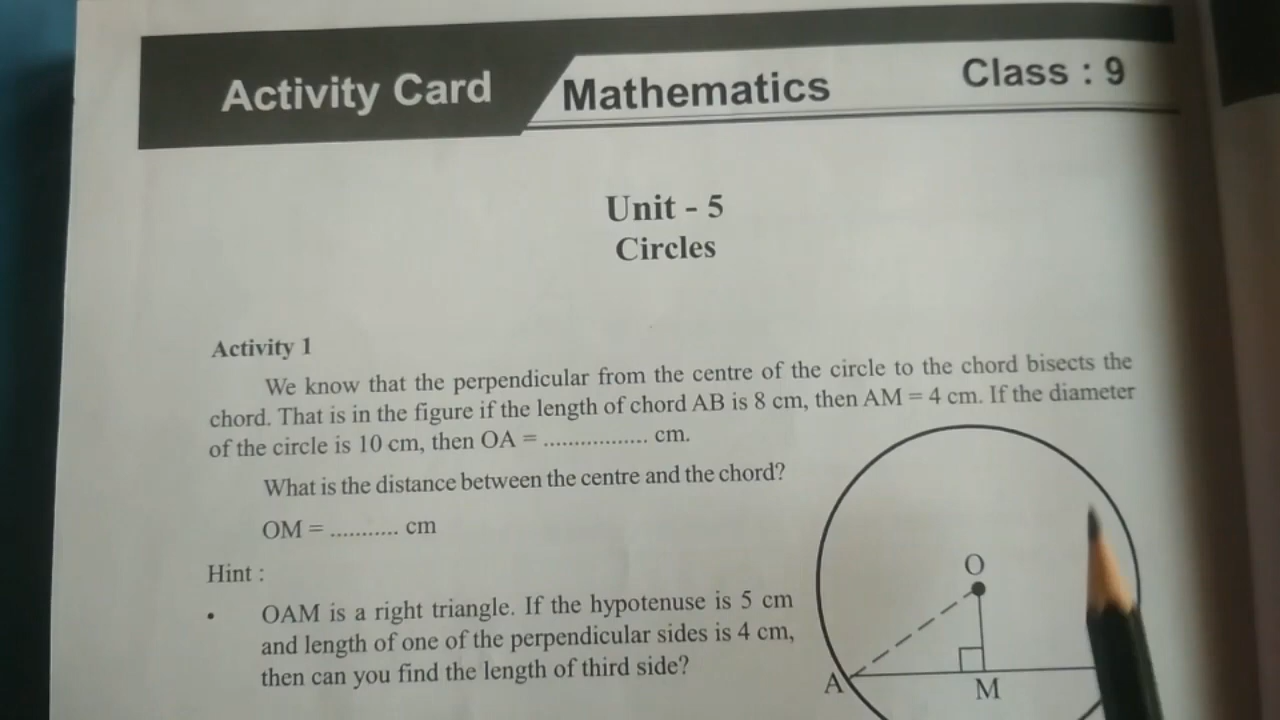 Activity Card Mathematics Class : 9
Unit - 5
Circles
Activity 1
We know that the perpendicular from the centre of the circle to the chord bisects the
chord. That is in the figure if the length of chord AB is 8 cm, then AM = 4 cm. If the diameter
of the circle is 10 cm, then OA = ................. cm.
What is the distance between the centre and the chord?
OM = ........... cm
Hint :
• OAM is a right triangle. If the hypotenuse is 5 cm
and length of one of the perpendicular sides is 4 cm,
then can you find the length of third side?
O
A
M